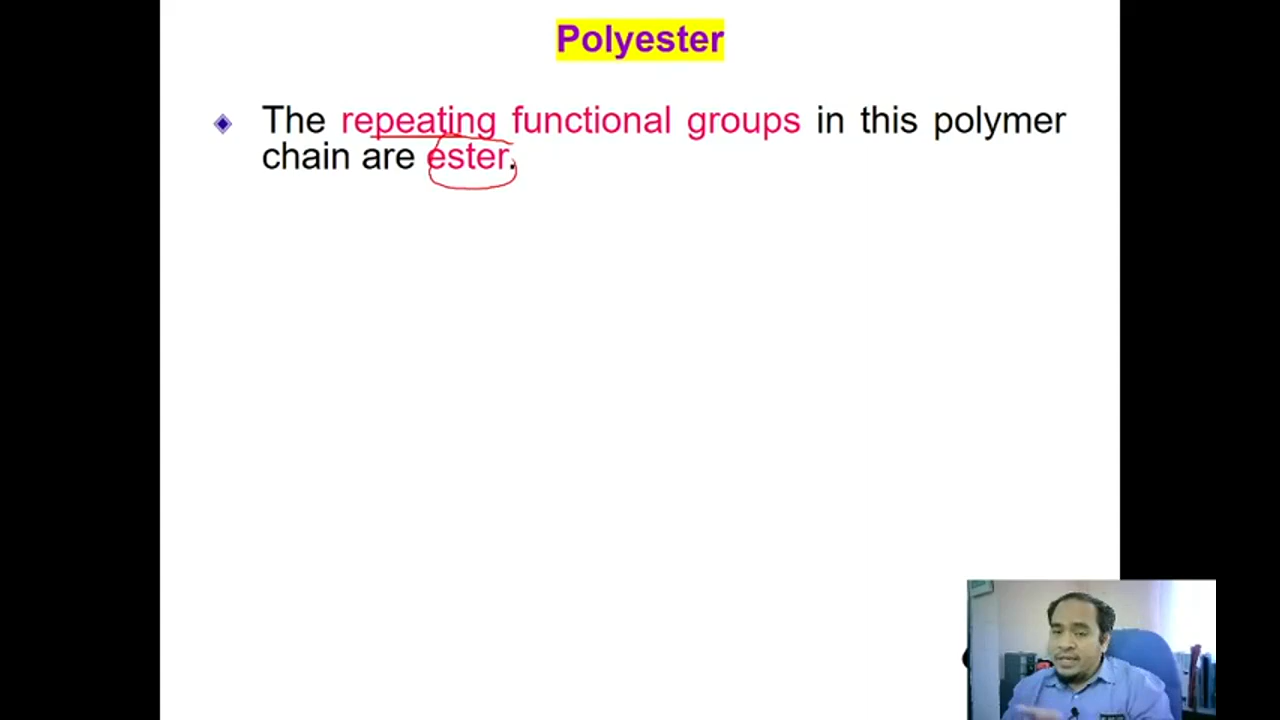 Polyester
The repeating functional groups in this polymer
chain are ester.